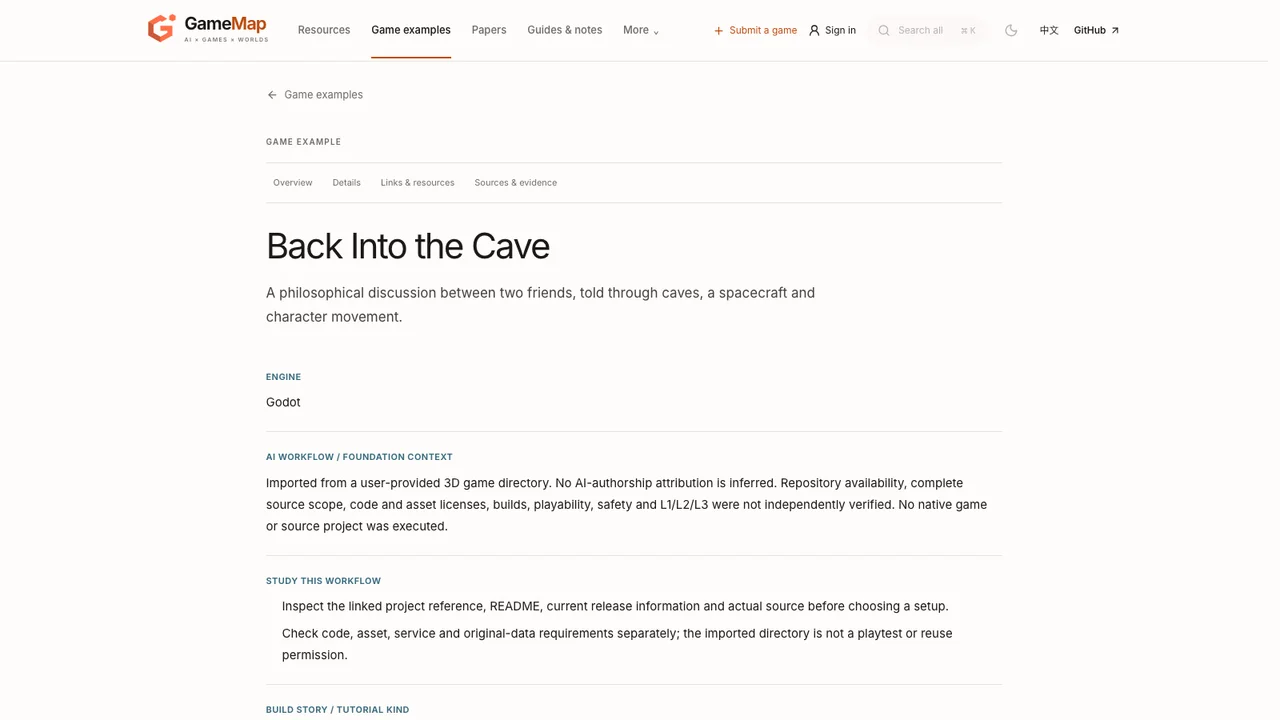 GameMap
AI × GAMES × WORLDS
Resources
Game examples
Papers
Guides & notes
More
+ Submit a game
Sign in
Search all
⌘ K
中文
GitHub ↗
← Game examples
GAME EXAMPLE
Overview
Details
Links & resources
Sources & evidence
Back Into the Cave
A philosophical discussion between two friends, told through caves, a spacecraft and
character movement.
ENGINE
Godot
AI WORKFLOW / FOUNDATION CONTEXT
Imported from a user-provided 3D game directory. No AI-authorship attribution is inferred. Repository availability, complete
source scope, code and asset licenses, builds, playability, safety and L1/L2/L3 were not independently verified. No native game
or source project was executed.
STUDY THIS WORKFLOW
Inspect the linked project reference, README, current release information and actual source before choosing a setup.
Check code, asset, service and original-data requirements separately; the imported directory is not a playtest or reuse
permission.
BUILD STORY / TUTORIAL KIND